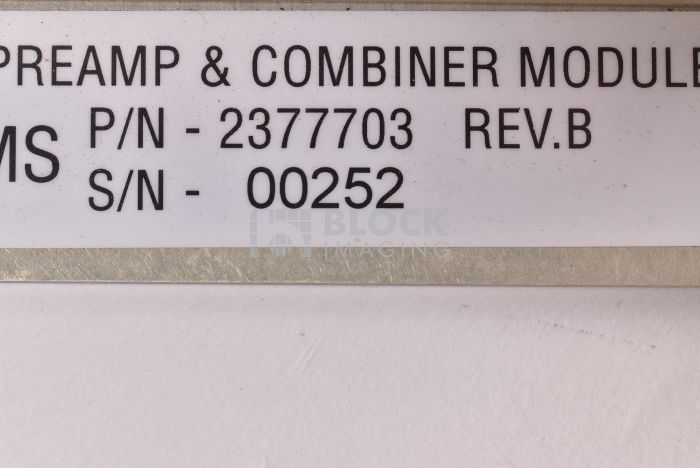 PREAMP & COMBINER MODULE
MS P/N - 2377703 REV.B
S/N - 00252
BLOCK
IMAGING